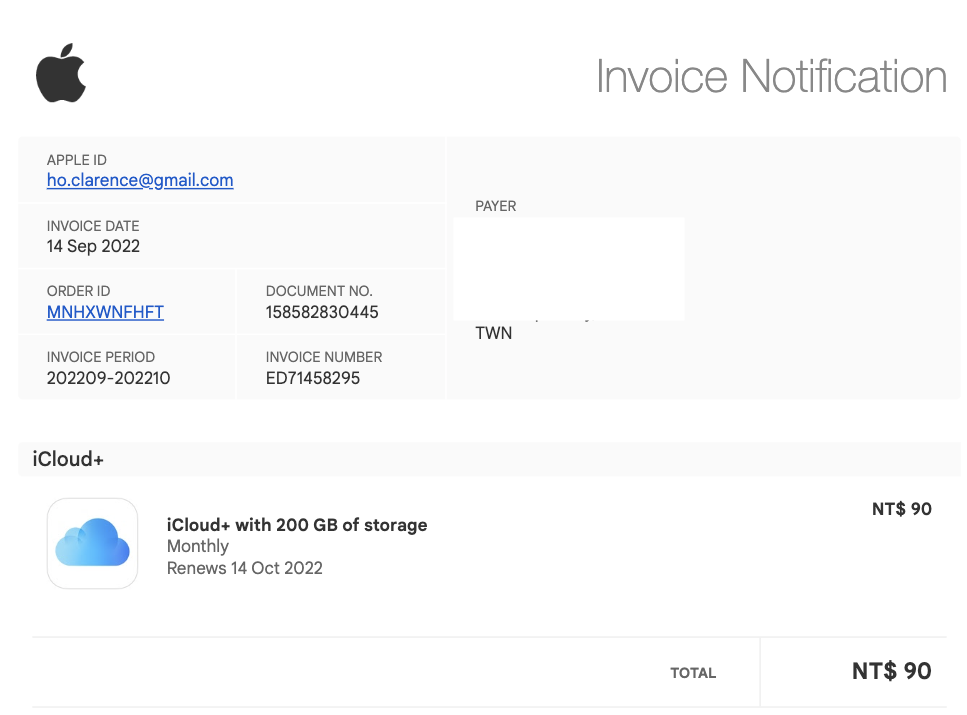 Invoice Notification
APPLE ID
ho.clarence@gmail.com
INVOICE DATE
14 Sep 2022
ORDER ID
MNHXWNFHFT
DOCUMENT NO.
158582830445
INVOICE PERIOD
202209-202210
INVOICE NUMBER
ED71458295
PAYER
TWN
iCloud+
iCloud+ with 200 GB of storage
Monthly
Renews 14 Oct 2022
NT$ 90
TOTAL
NT$ 90